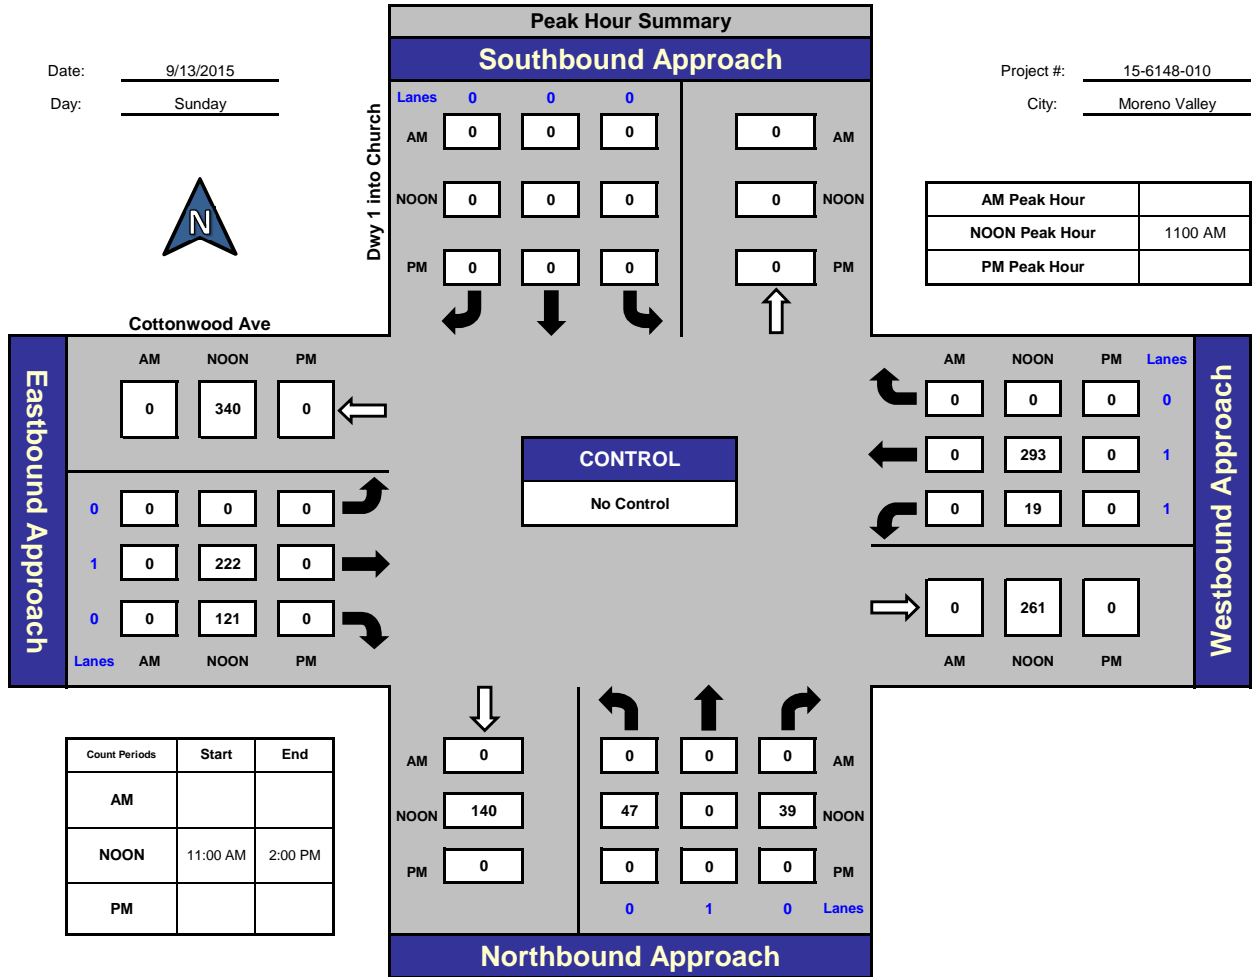 Peak Hour Summary
Southbound Approach
Date: 9/13/2015
Day: Sunday
Project #: 15-6148-010
City: Moreno Valley
N
Dwy 1 into Church
Lanes 0 0 0
AM 0 0 0 0 AM
NOON 0 0 0 0 NOON
PM 0 0 0 0 PM
AM Peak Hour
NOON Peak Hour 1100 AM
PM Peak Hour
Cottonwood Ave
Eastbound Approach
AM NOON PM
0 340 0
0 0 0 0
1 0 222 0
0 0 121 0
Lanes AM NOON PM
CONTROL
No Control
Westbound Approach
AM NOON PM Lanes
0 0 0 0
0 293 0 1
0 19 0 1
0 261 0
AM NOON PM
Count Periods Start End
AM
NOON 11:00 AM 2:00 PM
PM
AM 0 0 0 0 AM
NOON 140 47 0 39 NOON
PM 0 0 0 0 PM
0 1 0 Lanes
Northbound Approach